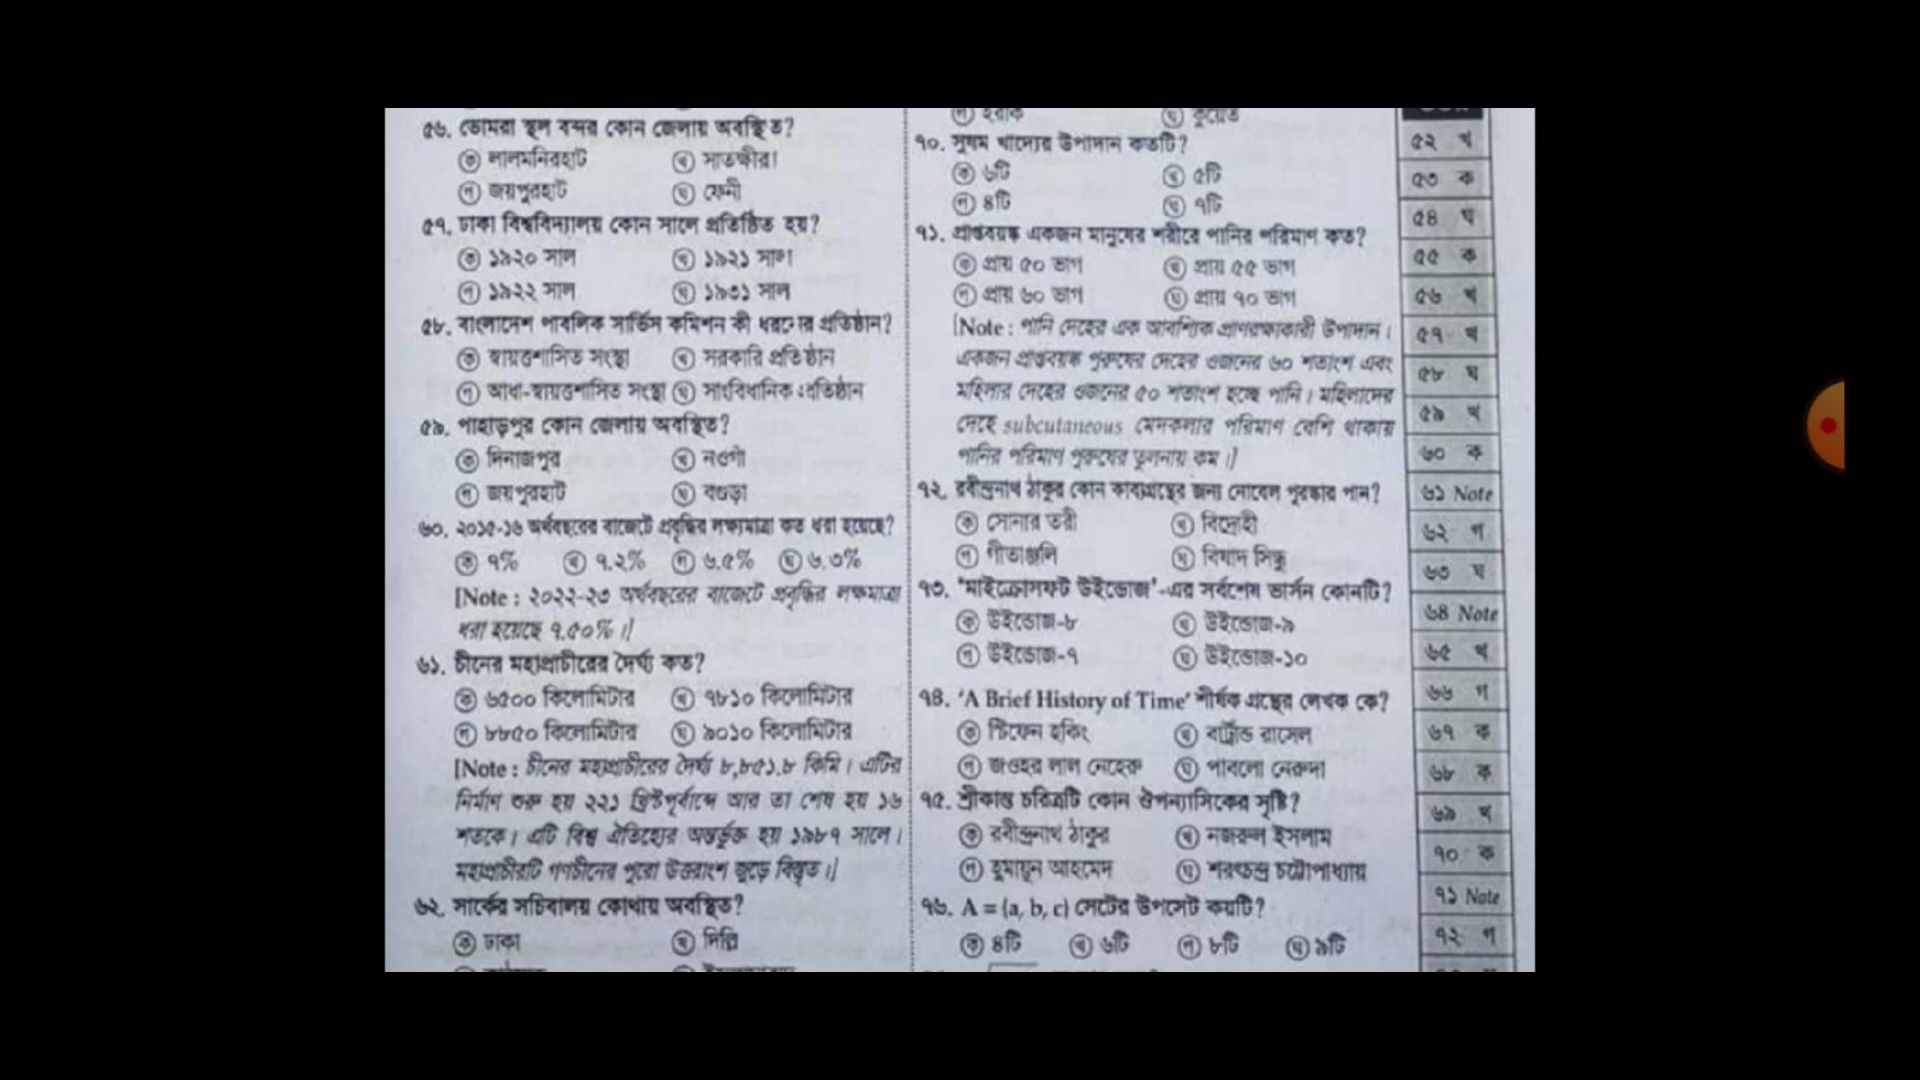 ৫৬. ভোমরা স্থল বন্দর কোন জেলায় অবস্থিত?
ক লালমনিরহাট খ সাতক্ষীরা
গ জয়পুরহাট ঘ ফেনী
৫৭. ঢাকা বিশ্ববিদ্যালয় কোন সালে প্রতিষ্ঠিত হয়?
ক ১৯২০ সাল খ ১৯২১ সাল
গ ১৯২২ সাল ঘ ১৯৩১ সাল
৫৮. বাংলাদেশ পাবলিক সার্ভিস কমিশন কী ধরনের প্রতিষ্ঠান?
ক স্বায়ত্তশাসিত সংস্থা খ সরকারি প্রতিষ্ঠান
গ আধা-স্বায়ত্তশাসিত সংস্থা ঘ সাংবিধানিক প্রতিষ্ঠান
৫৯. পাহাড়পুর কোন জেলায় অবস্থিত?
ক দিনাজপুর খ নওগাঁ
গ জয়পুরহাট ঘ বগুড়া
৬০. ২০১৫-১৬ অর্থবছরের বাজেটে প্রবৃদ্ধির লক্ষ্যমাত্রা কত ধরা হয়েছে?
ক ৭% খ ৭.২% গ ৬.৫% ঘ ৬.৩%
[Note : ২০২২-২৩ অর্থবছরের বাজেটে প্রবৃদ্ধির লক্ষ্যমাত্রা
ধরা হয়েছে ৭.৫০%।]
৬১. চীনের মহাপ্রাচীরের দৈর্ঘ্য কত?
ক ৬৫০০ কিলোমিটার খ ৭৮১০ কিলোমিটার
গ ৮৮৫০ কিলোমিটার ঘ ৯০১০ কিলোমিটার
[Note : চীনের মহাপ্রাচীরের দৈর্ঘ্য ৮,৮৫১.৮ কিমি। এটির
নির্মাণ শুরু হয় ২২১ খ্রিষ্টপূর্বাব্দে আর তা শেষ হয় ১৬
শতকে। এটি বিশ্ব ঐতিহ্যের অন্তর্ভুক্ত হয় ১৯৮৭ সালে।
মহাপ্রাচীরটি গণচীনের পুরো উত্তরাংশ জুড়ে বিস্তৃত।]
৬২. সার্কের সচিবালয় কোথায় অবস্থিত?
ক ঢাকা খ দিল্লি
গ ইরাক ঘ কুয়েত
৭০. সুষম খাদ্যের উপাদান কতটি?
ক ৬টি খ ৫টি
গ ৪টি ঘ ৭টি
৭১. প্রাপ্তবয়স্ক একজন মানুষের শরীরে পানির পরিমাণ কত?
ক প্রায় ৫০ ভাগ খ প্রায় ৫৫ ভাগ
গ প্রায় ৬০ ভাগ ঘ প্রায় ৭০ ভাগ
[Note : পানি দেহের এক আবশ্যিক প্রাণরক্ষাকারী উপাদান।
একজন প্রাপ্তবয়স্ক পুরুষের দেহের ওজনের ৬০ শতাংশ এবং
মহিলার দেহের ওজনের ৫০ শতাংশ হচ্ছে পানি। মহিলাদের
দেহে subcutaneous মেদকলার পরিমাণ বেশি থাকায়
পানির পরিমাণ পুরুষের তুলনায় কম।]
৭২. রবীন্দ্রনাথ ঠাকুর কোন কাব্যগ্রন্থের জন্য নোবেল পুরস্কার পান?
ক সোনার তরী খ বিদ্রোহী
গ গীতাঞ্জলি ঘ বিষাদ সিন্ধু
৭৩. 'মাইক্রোসফট উইন্ডোজ'-এর সর্বশেষ ভার্সন কোনটি?
ক উইন্ডোজ-৮ খ উইন্ডোজ-৯
গ উইন্ডোজ-৭ ঘ উইন্ডোজ-১০
৭৪. 'A Brief History of Time' শীর্ষক গ্রন্থের লেখক কে?
ক স্টিফেন হকিং খ বার্ট্রান্ড রাসেল
গ জওহর লাল নেহেরু ঘ পাবলো নেরুদা
৭৫. শ্রীকান্ত চরিত্রটি কোন ঔপন্যাসিকের সৃষ্টি?
ক রবীন্দ্রনাথ ঠাকুর খ নজরুল ইসলাম
গ হুমায়ূন আহমেদ ঘ শরৎচন্দ্র চট্টোপাধ্যায়
৭৬. A = {a, b, c} সেটের উপসেট কয়টি?
ক ৪টি খ ৬টি গ ৮টি ঘ ৯টি
৫২ খ
৫৩ ক
৫৪ ঘ
৫৫ ক
৫৬ খ
৫৭ খ
৫৮ ঘ
৫৯ খ
৬০ ক
৬১ Note
৬২ গ
৬৩ ঘ
৬৪ Note
৬৫ খ
৬৬ গ
৬৭ ক
৬৮ ক
৬৯ খ
৭০ ক
৭১ Note
৭২ গ